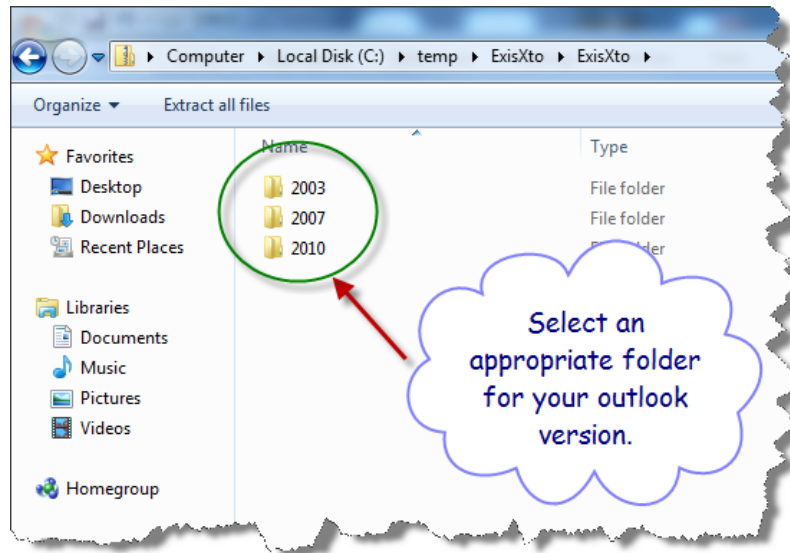 Computer ▸ Local Disk (C:) ▸ temp ▸ ExisXto ▸ ExisXto ▸
Organize ▼ Extract all files
Name Type
Favorites
Desktop
Downloads
Recent Places
Libraries
Documents
Music
Pictures
Videos
Homegroup
2003 File folder
2007 File folder
2010
Select an
appropriate folder
for your outlook
version.